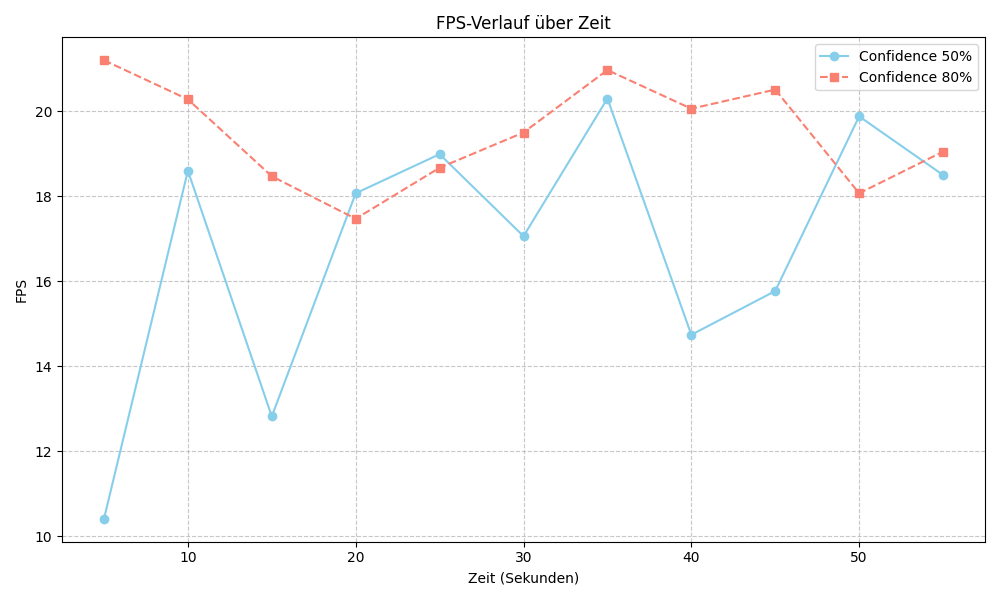 FPS-Verlauf über Zeit
Confidence 50%
Confidence 80%
FPS
20
18
16
14
12
10
10 20 30 40 50
Zeit (Sekunden)